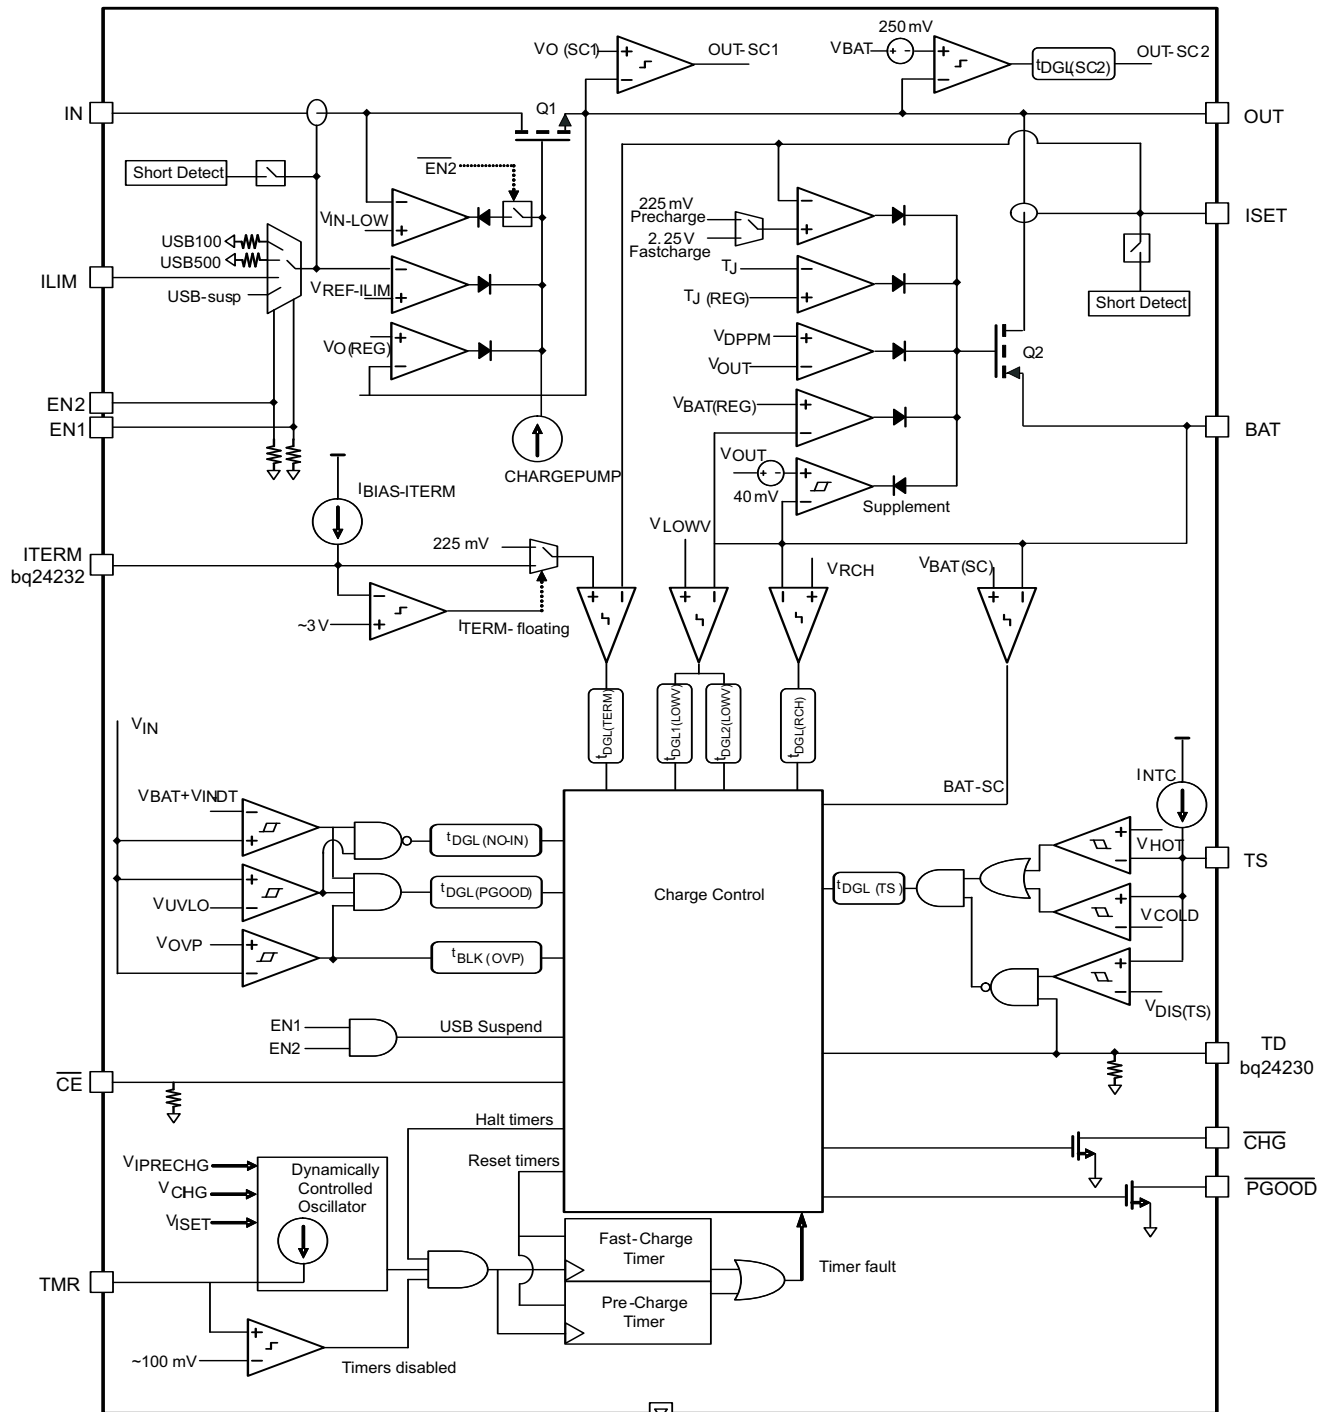 250 mV
VO (SC1)
OUT-SC1
VBAT
tDGL(SC2)
OUT-SC2
IN
Q1
OUT
Short Detect
EN2
VIN-LOW
225 mV
Precharge
2.25V
Fastcharge
ISET
USB100
USB500
ILIM
USB-susp
VREF-ILIM
TJ
TJ (REG)
Short Detect
VO(REG)
VDPPM
VOUT
Q2
EN2
EN1
VBAT(REG)
BAT
CHARGEPUMP
VOUT
40 mV
Supplement
IBIAS-ITERM
VLOWV
ITERM
bq24232
225 mV
VRCH
VBAT(SC)
~3 V
ITERM- floating
tDGL(TERM)
tDGL1(LOWV)
tDGL2(LOWV)
tDGL(RCH)
VIN
BAT-SC
INTC
VBAT+VINDT
tDGL(NO-IN)
VHOT
TS
VUVLO
tDGL(PGOOD)
Charge Control
tDGL (TS)
VCOLD
VOVP
tBLK(OVP)
VDIS(TS)
EN1
EN2
USB Suspend
TD
bq24230
CE
Halt timers
Reset timers
CHG
VIPRECHG
VCHG
VISET
Dynamically
Controlled
Oscillator
PGOOD
Fast-Charge
Timer
Timer fault
TMR
Pre-Charge
Timer
~100 mV
Timers disabled